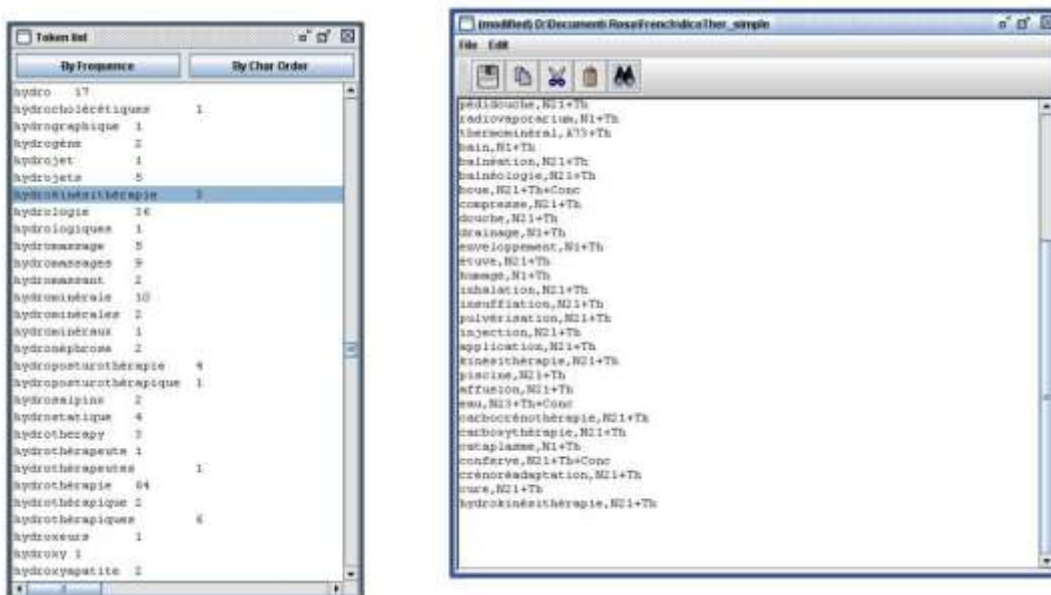 Token list
By Frequence By Char Order
hydro 17
hydrocholérétiques 1
hydrographique 1
hydrogène 2
hydrojet 1
hydrojets 5
hydrokinésithérapie 3
hydrologie 36
hydrologiques 1
hydromassage 5
hydromassages 9
hydromassant 2
hydrominérale 10
hydrominérales 2
hydrominéraux 1
hydronéphrose 2
hydroposturothérapie 4
hydroposturothérapique 1
hydrosalpinx 2
hydrostatique 4
hydrotherapy 3
hydrothérapeute 1
hydrothérapeutes 1
hydrothérapie 84
hydrothérapique 2
hydrothérapiques 6
hydroxeurs 1
hydroxy 1
hydroxyapatite 2
(modified) D:\Documenti Rosa\French\dicaTher_simple
File Edit
pédidouche,N21+Th
radiovaporarium,N1+Th
thermominéral,A73+Th
bain,N1+Th
balnéation,N21+Th
balnéologie,N21+Th
boue,N21+Th+Conc
compresse,N21+Th
douche,N21+Th
drainage,N1+Th
enveloppement,N1+Th
étuve,N21+Th
humage,N1+Th
inhalation,N21+Th
insufflation,N21+Th
pulvérisation,N21+Th
injection,N21+Th
application,N21+Th
kinésithérapie,N21+Th
piscine,N21+Th
affusion,N21+Th
eau,N23+Th+Conc
carbocrénothérapie,N21+Th
carboxythérapie,N21+Th
cataplasme,N1+Th
conferve,N21+Th+Conc
crénoréadaptation,N21+Th
cure,N21+Th
hydrokinésithérapie,N21+Th